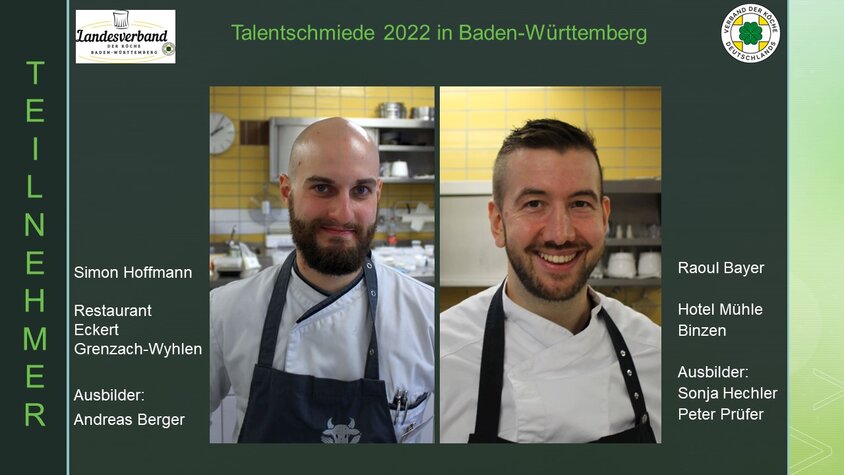 TEILNEHMER
Landesverband
DER KÖCHE
BADEN-WÜRTTEMBERG
Talentschmiede 2022 in Baden-Württemberg
VERBAND DER KÖCHE
DEUTSCHLANDS
Simon Hoffmann
Restaurant
Eckert
Grenzach-Wyhlen
Ausbilder:
Andreas Berger
Raoul Bayer
Hotel Mühle
Binzen
Ausbilder:
Sonja Hechler
Peter Prüfer